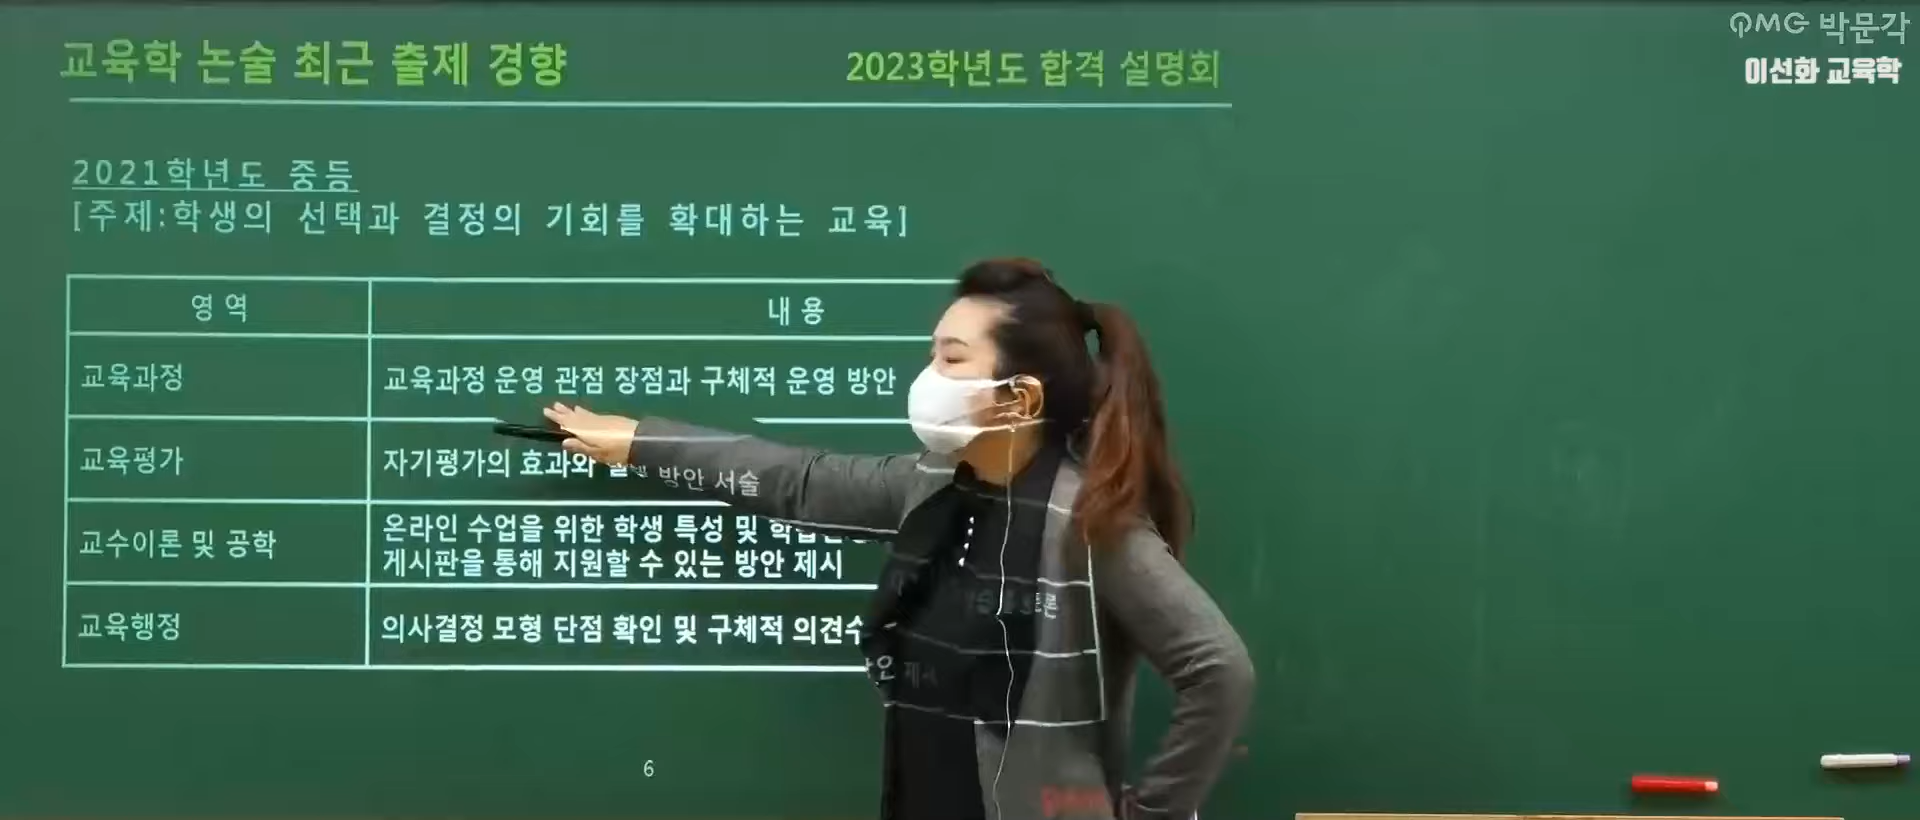 교육학 논술 최근 출제 경향
2023학년도 합격 설명회
PMG 박문각
이선화 교육학
2021학년도 중등
[주제:학생의 선택과 결정의 기회를 확대하는 교육]
영 역
내 용
교육과정
교육과정 운영 관점 장점과 구체적 운영 방안
교육평가
자기평가의 효과와 방안 서술
교수이론 및 공학
온라인 수업을 위한 학생 특성 및
게시판을 통해 지원할 수 있는 방안 제시
토론
교육행정
의사결정 모형 단점 확인 및 구체적
제시
6